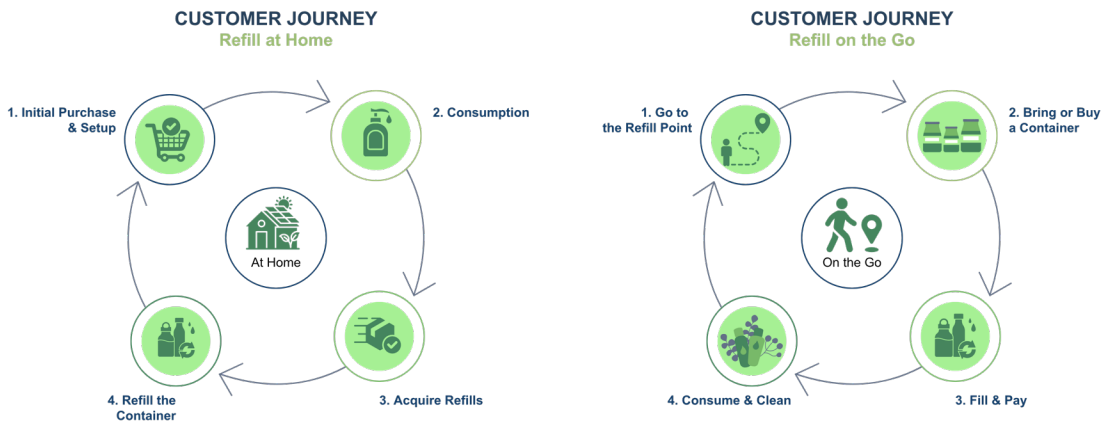 CUSTOMER JOURNEY
Refill at Home
1. Initial Purchase
& Setup
2. Consumption
At Home
4. Refill the
Container
3. Acquire Refills
CUSTOMER JOURNEY
Refill on the Go
1. Go to
the Refill Point
2. Bring or Buy
a Container
On the Go
4. Consume & Clean
3. Fill & Pay